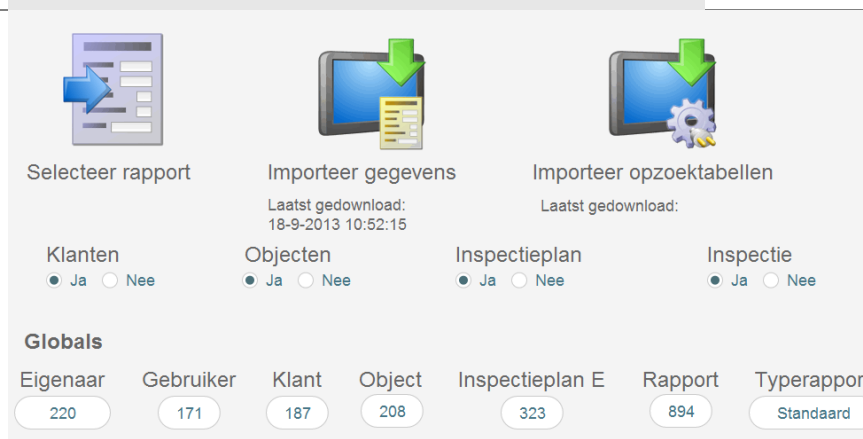 Selecteer rapport Importeer gegevens Importeer opzoektabellen
Laatst gedownload: Laatst gedownload:
18-9-2013 10:52:15
Klanten Objecten Inspectieplan Inspectie
Ja Nee Ja Nee Ja Nee Ja Nee
Globals
Eigenaar Gebruiker Klant Object Inspectieplan E Rapport Typerappor
220 171 187 208 323 894 Standaard